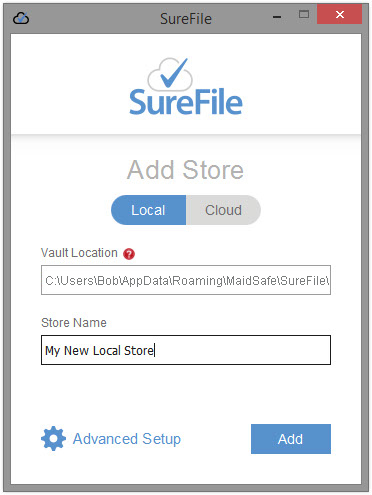 SureFile
SureFile
Add Store
Local Cloud
Vault Location ?
C:\Users\Bob\AppData\Roaming\MaidSafe\SureFile\
Store Name
My New Local Store
Advanced Setup Add